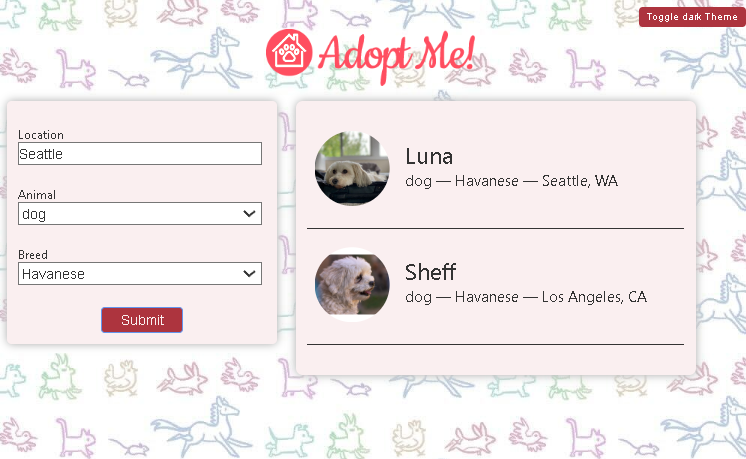 Toggle dark Theme
Adopt Me!
Location
Seattle
Animal
dog
Breed
Havanese
Submit
Luna
dog — Havanese — Seattle, WA
Sheff
dog — Havanese — Los Angeles, CA